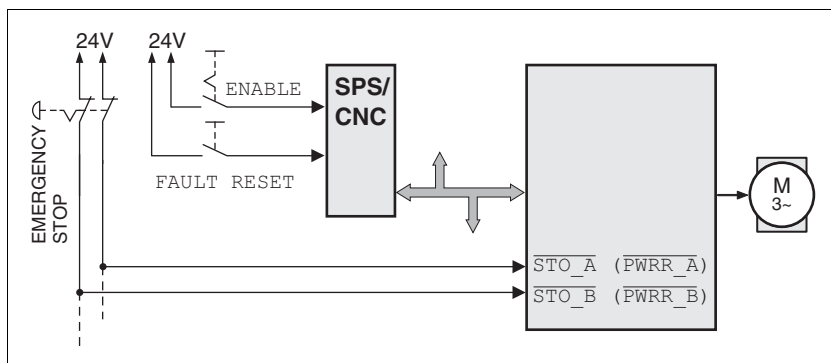 24V 24V
ENABLE
SPS/
CNC
FAULT RESET
EMERGENCY
STOP
M
3~
STO_A (PWRR_A)
STO_B (PWRR_B)